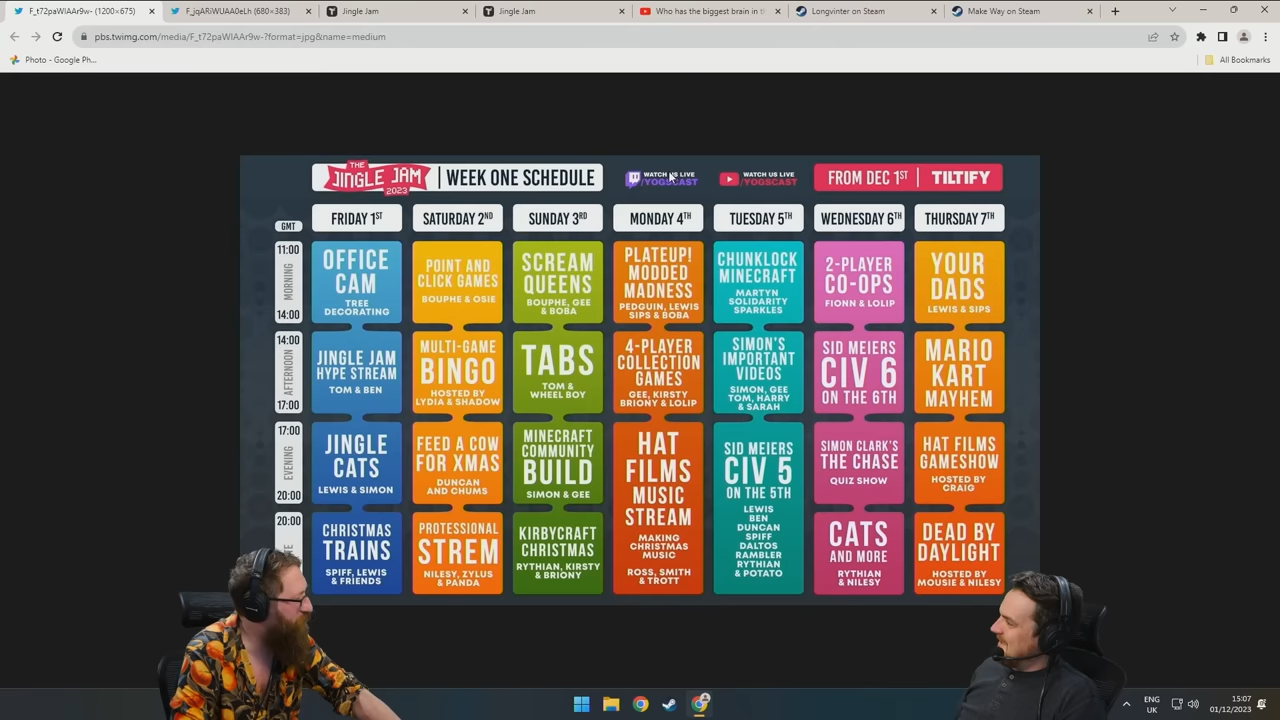 F_t72paWIAAr9w- (1200×675)
F_jqARiWUAA0eLh (680×383)
Jingle Jam
Jingle Jam
Who has the biggest brain in th
Longvinter on Steam
Make Way on Steam
pbs.twimg.com/media/F_t72paWIAAr9w-?format=jpg&name=medium
Photo - Google Ph...
All Bookmarks
THE
JINGLE JAM
2023
WEEK ONE SCHEDULE
WATCH US LIVE
/YOGSCAST
WATCH US LIVE
/YOGSCAST
FROM DEC 1ST | TILTIFY
GMT
FRIDAY 1ST
SATURDAY 2ND
SUNDAY 3RD
MONDAY 4TH
TUESDAY 5TH
WEDNESDAY 6TH
THURSDAY 7TH
11:00
MORNING
14:00
OFFICE
CAM
TREE
DECORATING
POINT AND
CLICK GAMES
BOUPHE & OSIE
SCREAM
QUEENS
BOUPHE, GEE
& BOBA
PLATEUP!
MODDED
MADNESS
PEDGUIN, LEWIS
SIPS & BOBA
CHUNKLOCK
MINECRAFT
MARTYN
SOLIDARITY
SPARKLES
2-PLAYER
CO-OPS
FIONN & LOLIP
YOUR
DADS
LEWIS & SIPS
14:00
AFTERNOON
17:00
JINGLE JAM
HYPE STREAM
TOM & BEN
MULTI-GAME
BINGO
HOSTED BY
LYDIA & SHADOW
TABS
TOM &
WHEEL BOY
4-PLAYER
COLLECTION
GAMES
GEE, KIRSTY
BRIONY & LOLIP
SIMON'S
IMPORTANT
VIDEOS
SIMON, GEE
TOM, HARRY
& SARAH
SID MEIERS
CIV 6
ON THE 6TH
MARIO
KART
MAYHEM
17:00
EVENING
20:00
JINGLE
CATS
LEWIS & SIMON
FEED A COW
FOR XMAS
DUNCAN
AND CHUMS
MINECRAFT
COMMUNITY
BUILD
SIMON & GEE
HAT
FILMS
MUSIC
STREAM
MAKING
CHRISTMAS
MUSIC
ROSS, SMITH
& TROTT
SID MEIERS
CIV 5
ON THE 5TH
LEWIS
BEN
DUNCAN
SPIFF
DALTOS
RAMBLER
RYTHIAN
& POTATO
SIMON CLARK'S
THE CHASE
QUIZ SHOW
HAT FILMS
GAMESHOW
HOSTED BY
CRAIG
20:00
CHRISTMAS
TRAINS
SPIFF, LEWIS
& FRIENDS
PROTESSIONAL
STREM
NILESY, ZYLUS
& PANDA
KIRBYCRAFT
CHRISTMAS
RYTHIAN, KIRSTY
& BRIONY
CATS
AND MORE
RYTHIAN
& NILESY
DEAD BY
DAYLIGHT
HOSTED BY
MOUSIE & NILESY
ENG
UK
15:07
01/12/2023